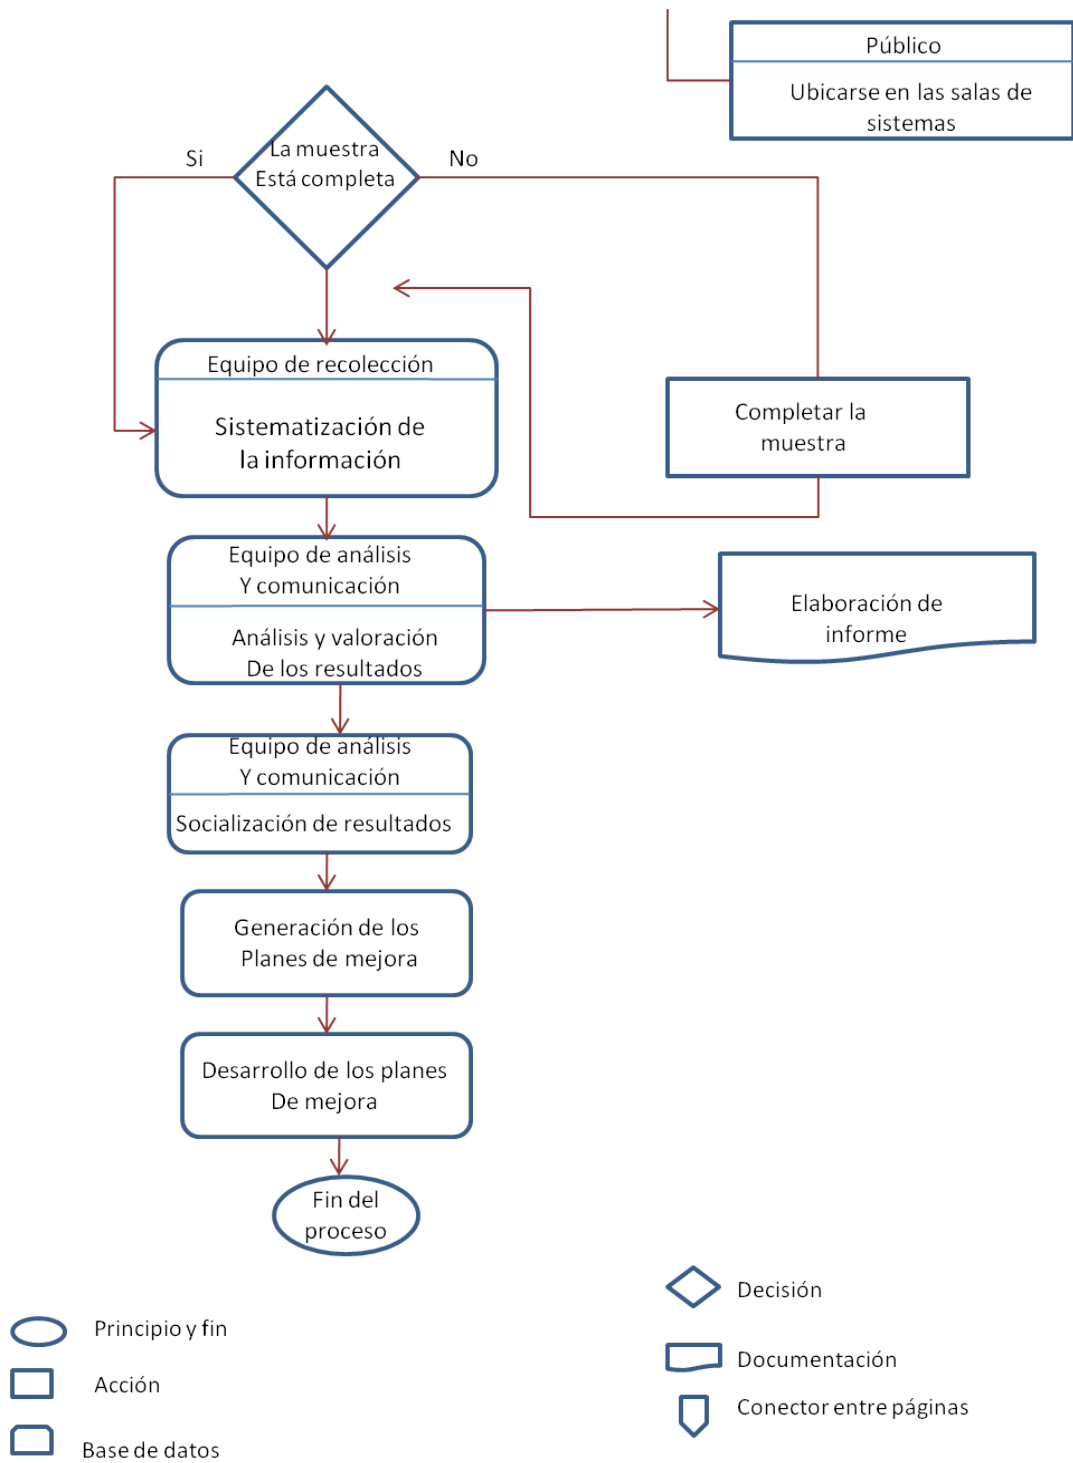 Público
Ubicarse en las salas de
sistemas
La muestra
Está completa
Si
No
Equipo de recolección
Sistematización de
la información
Completar la
muestra
Equipo de análisis
Y comunicación
Análisis y valoración
De los resultados
Elaboración de
informe
Equipo de análisis
Y comunicación
Socialización de resultados
Generación de los
Planes de mejora
Desarrollo de los planes
De mejora
Fin del
proceso
Principio y fin
Acción
Base de datos
Decisión
Documentación
Conector entre páginas